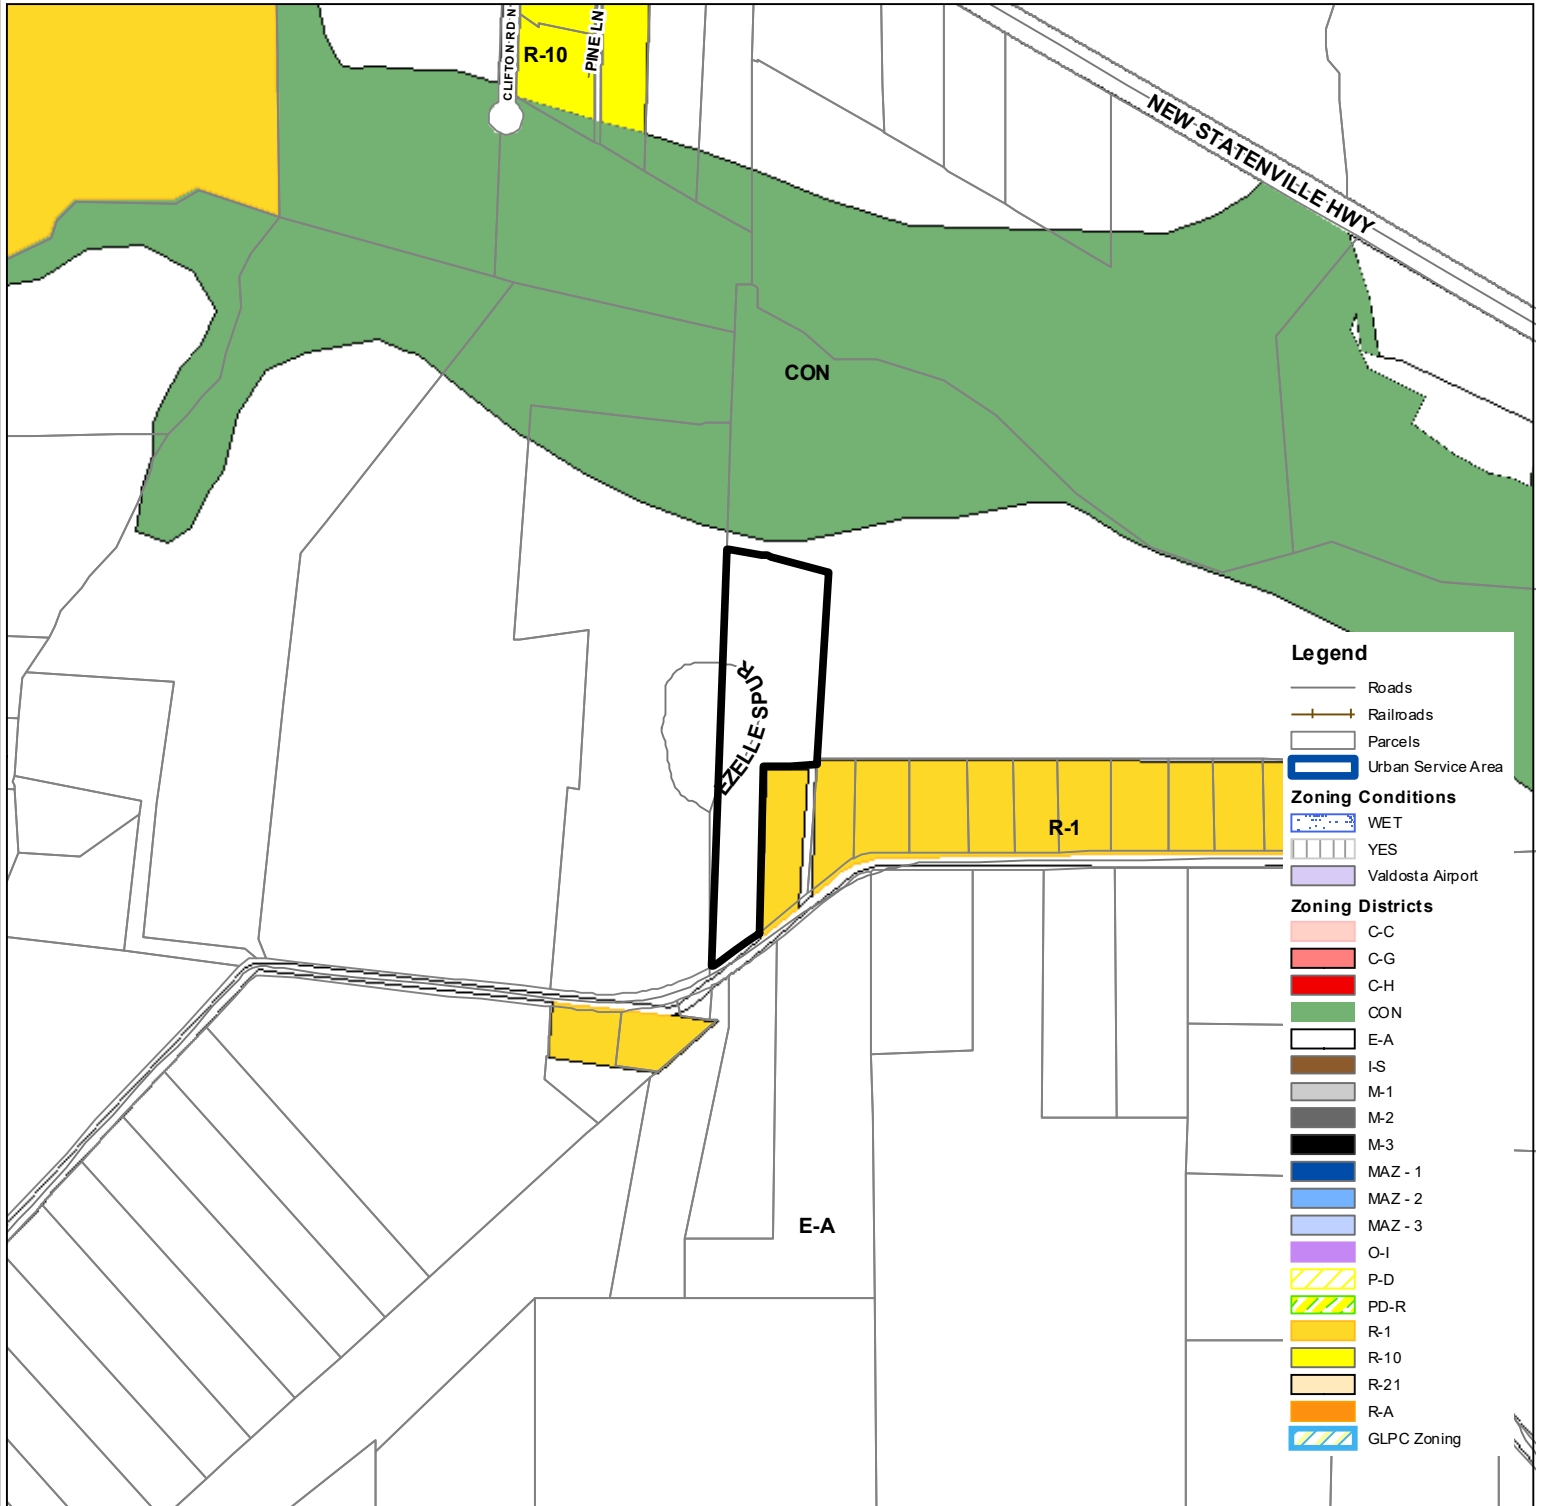 CLIFTON RD N
R-10
PINE LN
NEW STATENVILLE HWY
CON
EZELLE SPUR
R-1
E-A
Legend
Roads
Railroads
Parcels
Urban Service Area
Zoning Conditions
WET
YES
Valdosta Airport
Zoning Districts
C-C
C-G
C-H
CON
E-A
I-S
M-1
M-2
M-3
MAZ - 1
MAZ - 2
MAZ - 3
O-I
P-D
PD-R
R-1
R-10
R-21
R-A
GLPC Zoning